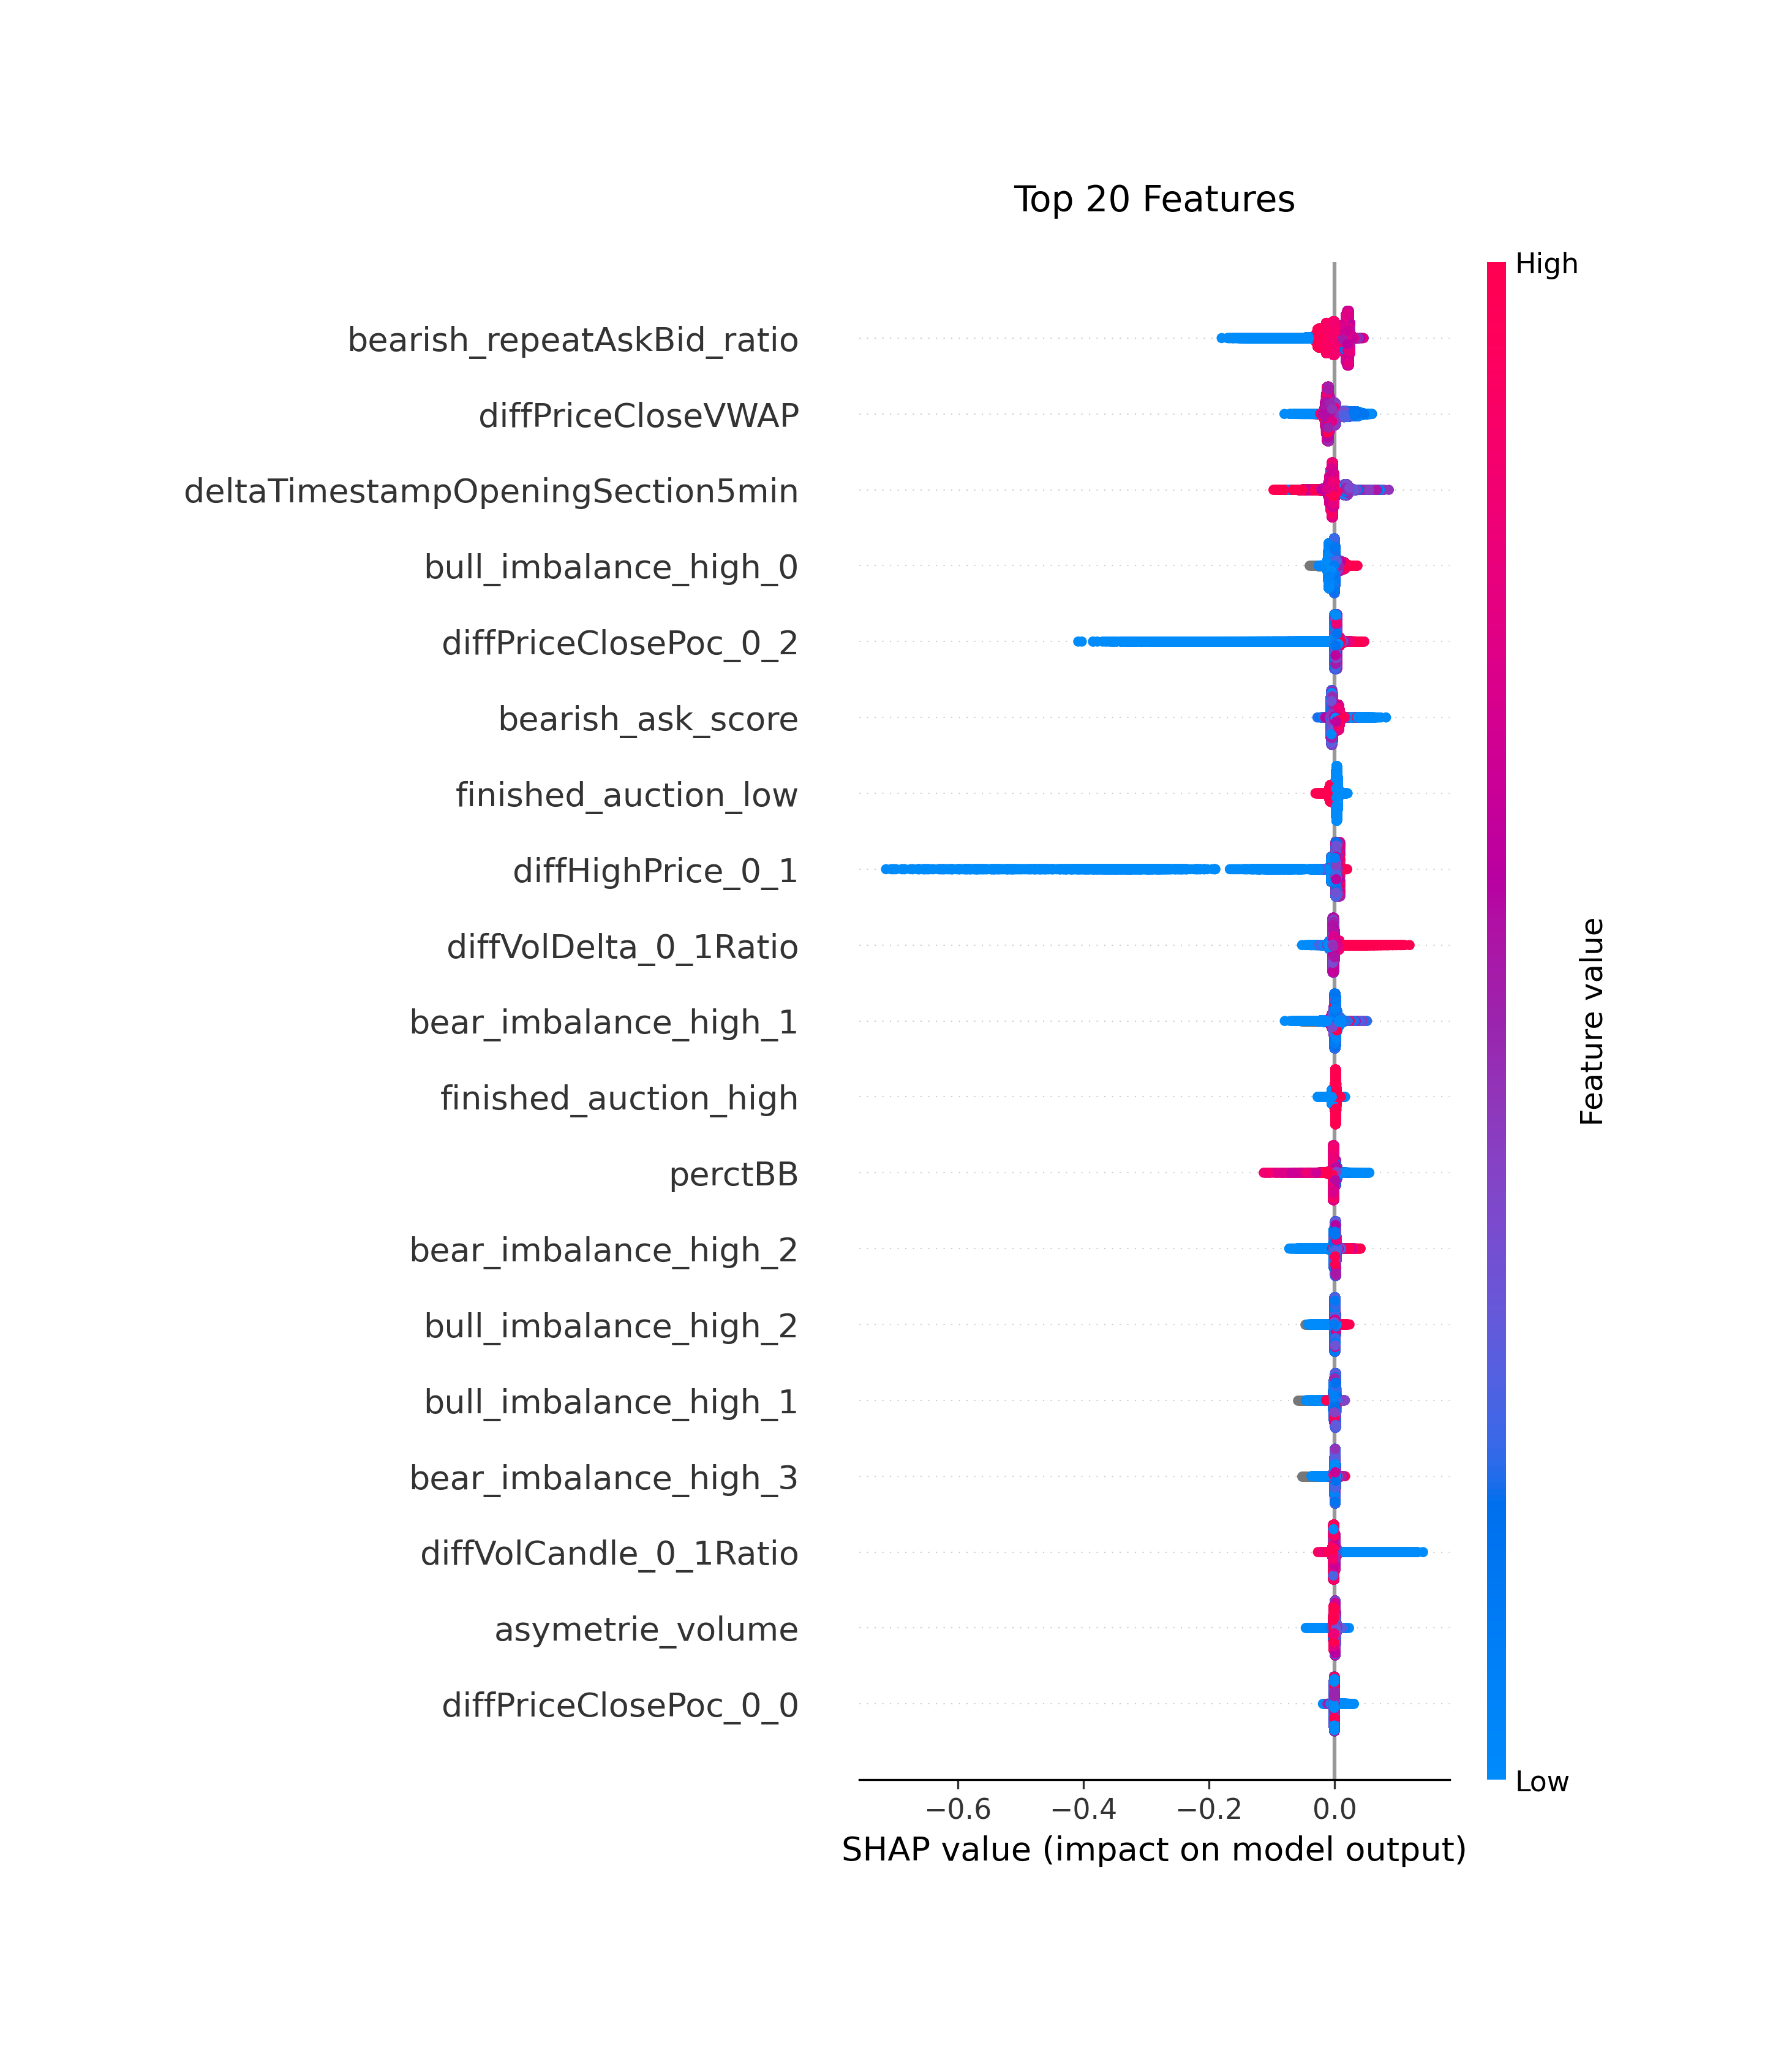 Top 20 Features
High
bearish_repeatAskBid_ratio
diffPriceCloseVWAP
deltaTimestampOpeningSection5min
bull_imbalance_high_0
diffPriceClosePoc_0_2
bearish_ask_score
finished_auction_low
diffHighPrice_0_1
diffVolDelta_0_1Ratio
bear_imbalance_high_1
finished_auction_high
perctBB
bear_imbalance_high_2
bull_imbalance_high_2
bull_imbalance_high_1
bear_imbalance_high_3
diffVolCandle_0_1Ratio
asymetrie_volume
diffPriceClosePoc_0_0
Feature value
Low
−0.6 −0.4 −0.2 0.0
SHAP value (impact on model output)